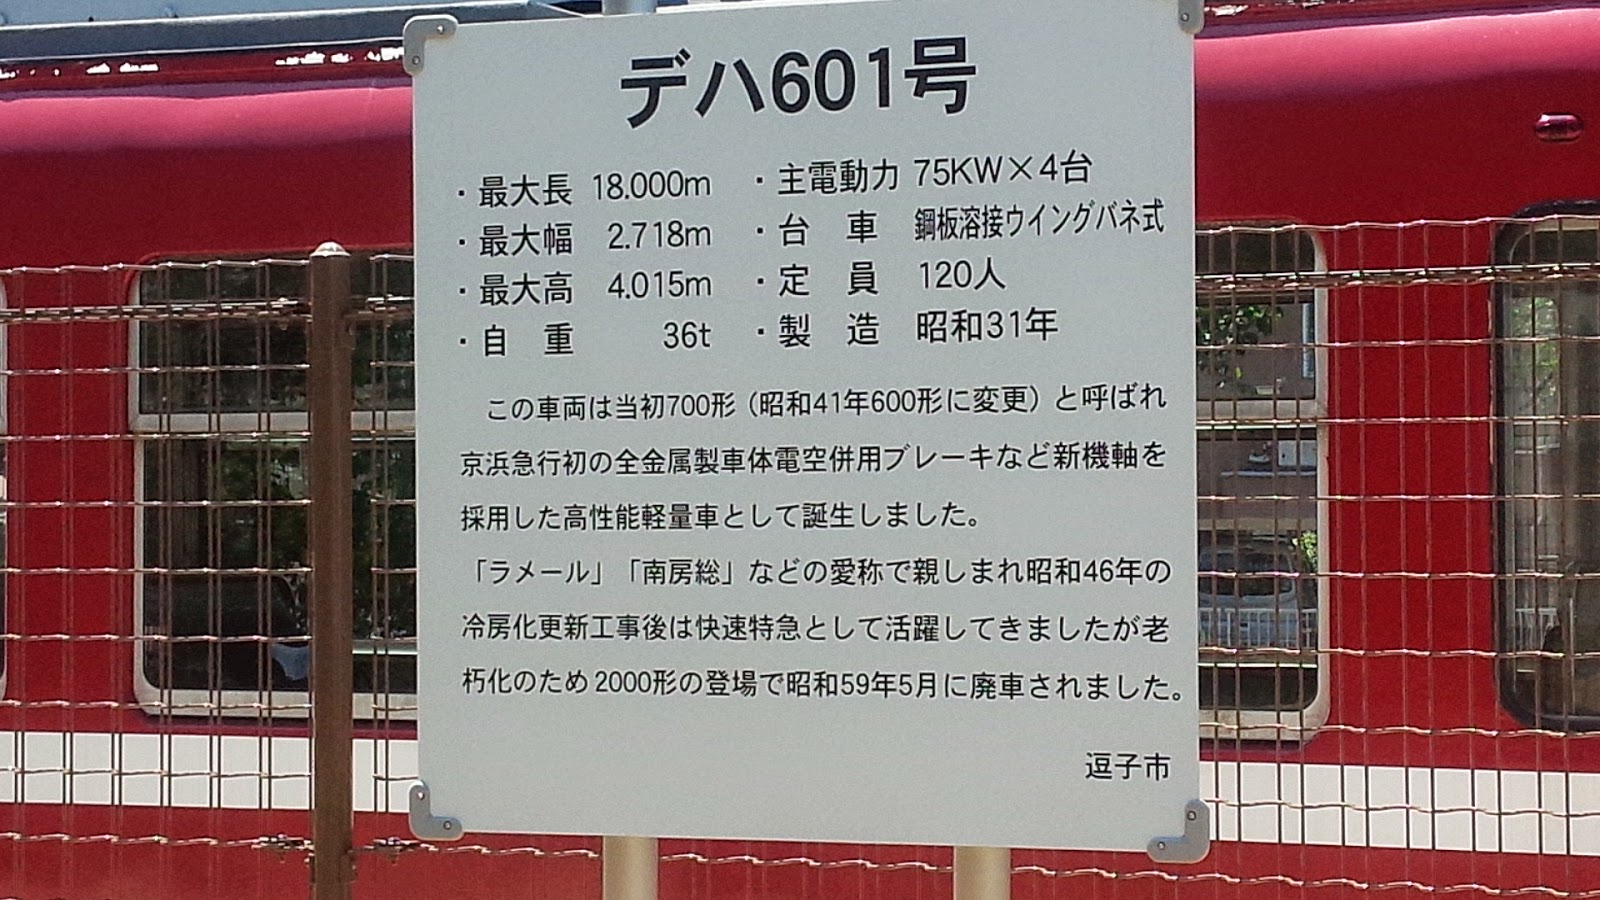 デハ601号
・最大長 18.000m ・主電動力 75KW×4台
・最大幅 2.718m ・台 車 鋼板溶接ウイングバネ式
・最大高 4.015m ・定 員 120人
・自 重 36t ・製 造 昭和31年
この車両は当初700形（昭和41年600形に変更）と呼ばれ
京浜急行初の全金属製車体電空併用ブレーキなど新機軸を
採用した高性能軽量車として誕生しました。
「ラメール」「南房総」などの愛称で親しまれ昭和46年の
冷房化更新工事後は快速特急として活躍してきましたが老
朽化のため2000形の登場で昭和59年5月に廃車されました。
逗子市